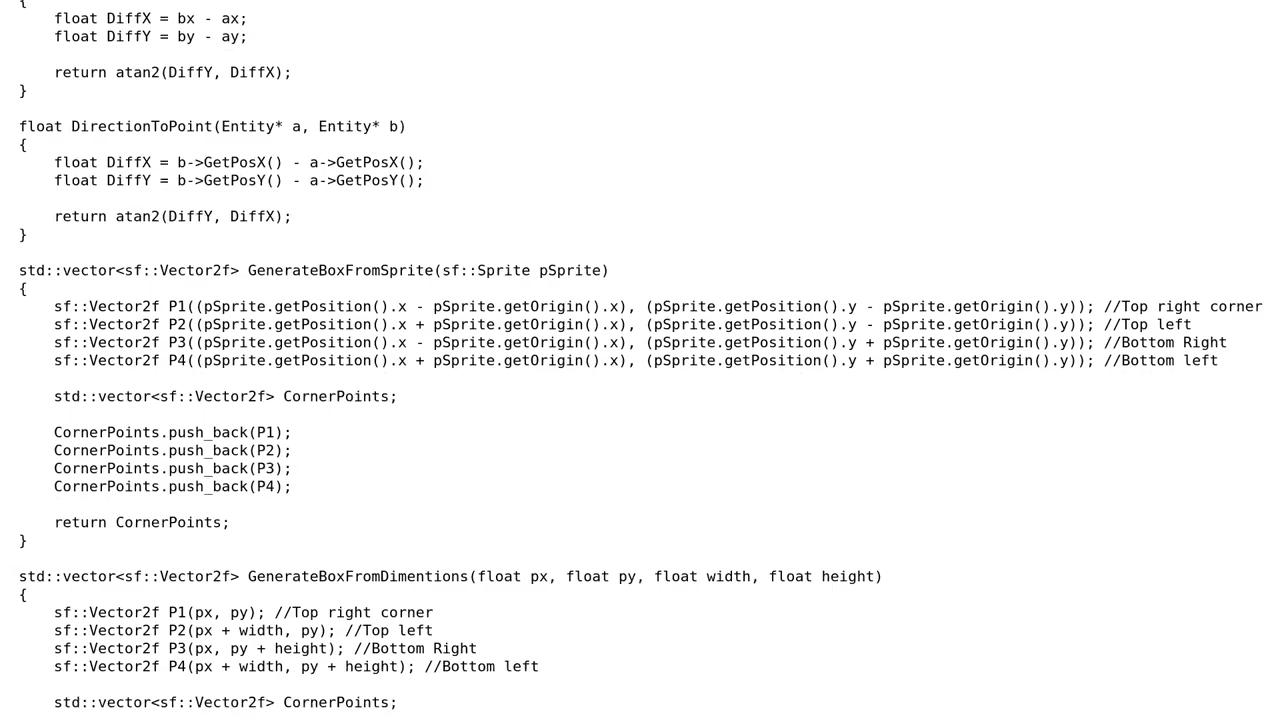 {
    float DiffX = bx - ax;
    float DiffY = by - ay;

    return atan2(DiffY, DiffX);
}

float DirectionToPoint(Entity* a, Entity* b)
{
    float DiffX = b->GetPosX() - a->GetPosX();
    float DiffY = b->GetPosY() - a->GetPosY();

    return atan2(DiffY, DiffX);
}

std::vector<sf::Vector2f> GenerateBoxFromSprite(sf::Sprite pSprite)
{
    sf::Vector2f P1((pSprite.getPosition().x - pSprite.getOrigin().x), (pSprite.getPosition().y - pSprite.getOrigin().y)); //Top right corner
    sf::Vector2f P2((pSprite.getPosition().x + pSprite.getOrigin().x), (pSprite.getPosition().y - pSprite.getOrigin().y)); //Top left
    sf::Vector2f P3((pSprite.getPosition().x - pSprite.getOrigin().x), (pSprite.getPosition().y + pSprite.getOrigin().y)); //Bottom Right
    sf::Vector2f P4((pSprite.getPosition().x + pSprite.getOrigin().x), (pSprite.getPosition().y + pSprite.getOrigin().y)); //Bottom left

    std::vector<sf::Vector2f> CornerPoints;

    CornerPoints.push_back(P1);
    CornerPoints.push_back(P2);
    CornerPoints.push_back(P3);
    CornerPoints.push_back(P4);

    return CornerPoints;
}

std::vector<sf::Vector2f> GenerateBoxFromDimentions(float px, float py, float width, float height)
{
    sf::Vector2f P1(px, py); //Top right corner
    sf::Vector2f P2(px + width, py); //Top left
    sf::Vector2f P3(px, py + height); //Bottom Right
    sf::Vector2f P4(px + width, py + height); //Bottom left

    std::vector<sf::Vector2f> CornerPoints;